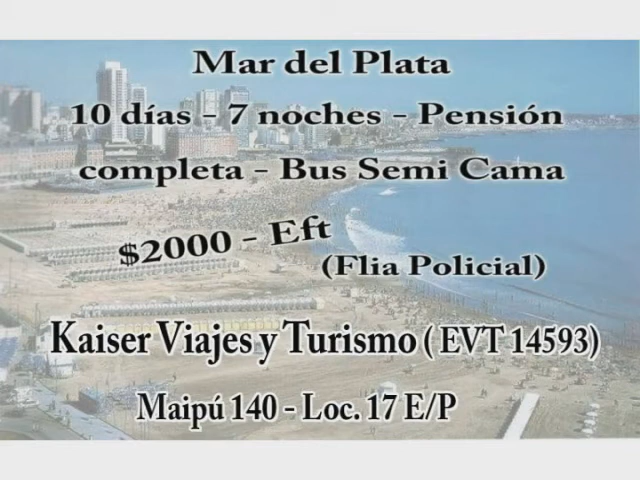 Mar del Plata
10 días - 7 noches - Pensión
completa - Bus Semi Cama
$2000 - Eft
(Flia Policial)
Kaiser Viajes y Turismo ( EVT 14593)
Maipú 140 - Loc. 17 E/P